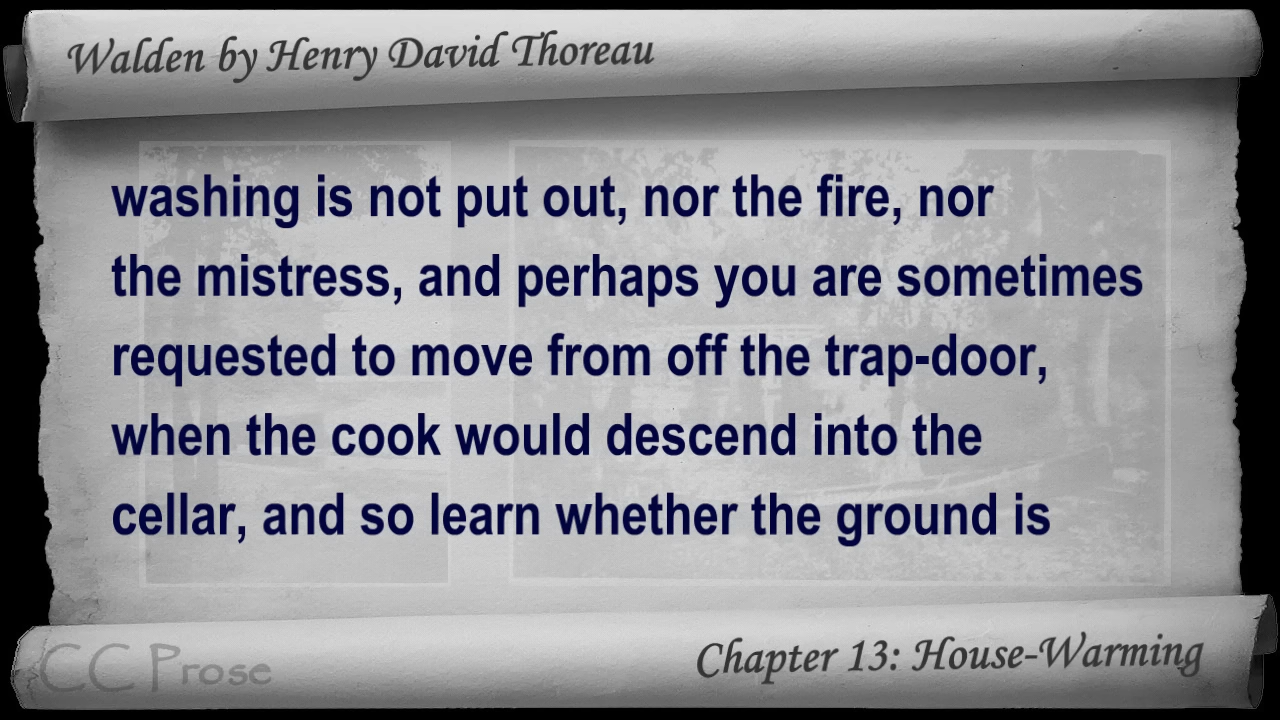 Walden by Henry David Thoreau
washing is not put out, nor the fire, nor
the mistress, and perhaps you are sometimes
requested to move from off the trap-door,
when the cook would descend into the
cellar, and so learn whether the ground is
CC Prose
Chapter 13: House-Warming